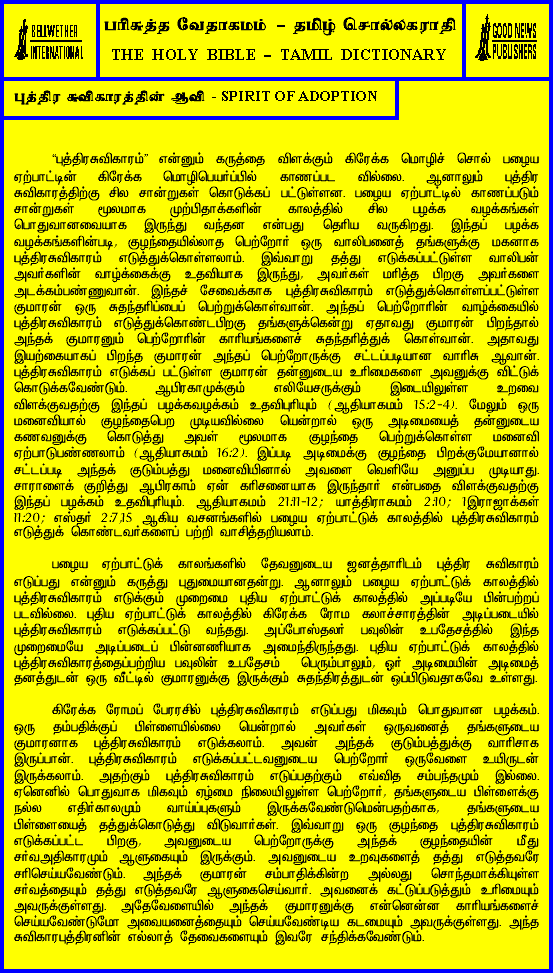 BELLWETHER
INTERNATIONAL
பரிசுத்த வேதாகமம் – தமிழ் சொல்லகராதி
THE HOLY BIBLE – TAMIL DICTIONARY
GOOD NEWS
PUBLISHERS
புத்திர சுவிகாரத்தின் ஆவி - SPIRIT OF ADOPTION
“புத்திரசுவிகாரம்” என்னும் கருத்தை விளக்கும் கிரேக்க மொழிச் சொல் பழைய
ஏற்பாட்டின் கிரேக்க மொழிபெயர்ப்பில் காணப்பட வில்லை. ஆனாலும் புத்திர
சுவிகாரத்திற்கு சில சான்றுகள் கொடுக்கப் பட்டுள்ளன. பழைய ஏற்பாட்டில் காணப்படும்
சான்றுகள் மூலமாக முற்பிதாக்களின் காலத்தில் சில பழக்க வழக்கங்கள்
பொதுவானவையாக இருந்து வந்தன என்பது தெரிய வருகிறது. இந்தப் பழக்க
வழக்கங்களின்படி, குழந்தையில்லாத பெற்றோர் ஒரு வாலிபனைத் தங்களுக்கு மகனாக
புத்திரசுவிகாரம் எடுத்துக்கொள்ளலாம். இவ்வாறு தத்து எடுக்கப்பட்டுள்ள வாலிபன்
அவர்களின் வாழ்க்கைக்கு உதவியாக இருந்து, அவர்கள் மரித்த பிறகு அவர்களை
அடக்கம்பண்ணுவான். இந்தச் சேவைக்காக புத்திரசுவிகாரம் எடுத்துக்கொள்ளப்பட்டுள்ள
குமாரன் ஒரு சுதந்தரிப்பைப் பெற்றுக்கொள்வான். அந்தப் பெற்றோரின் வாழ்க்கையில்
புத்திரசுவிகாரம் எடுத்துக்கொண்டபிறகு தங்களுக்கென்று ஏதாவது குமாரன் பிறந்தால்
அந்தக் குமாரனும் பெற்றோரின் காரியங்களைச் சுதந்தரித்துக் கொள்வான். அதாவது
இயற்கையாகப் பிறந்த குமாரன் அந்தப் பெற்றோருக்கு சட்டப்படியான வாரிசு ஆவான்.
புத்திரசுவிகாரம் எடுக்கப் பட்டுள்ள குமாரன் தன்னுடைய உரிமைகளை அவனுக்கு விட்டுக்
கொடுக்கவேண்டும். ஆபிரகாமுக்கும் எலியேசருக்கும் இடையிலுள்ள உறவை
விளக்குவதற்கு இந்தப் பழக்கவழக்கம் உதவிபுரியும் (ஆதியாகமம் 15:2-4). மேலும் ஒரு
மனைவியால் குழந்தைபெற முடியவில்லை யென்றால் ஒரு அடிமையைத் தன்னுடைய
கணவனுக்கு கொடுத்து அவள் மூலமாக குழந்தை பெற்றுக்கொள்ள மனைவி
ஏற்பாடுபண்ணலாம் (ஆதியாகமம் 16:2). இப்படி அடிமைக்கு குழந்தை பிறக்குமேயானால்
சட்டப்படி அந்தக் குடும்பத்து மனைவியினால் அவளை வெளியே அனுப்ப முடியாது.
சாராளைக் குறித்து ஆபிரகாம் ஏன் கரிசனையாக இருந்தார் என்பதை விளக்குவதற்கு
இந்தப் பழக்கம் உதவிபுரியும். ஆதியாகமம் 21:11-12; யாத்திராகமம் 2:10; 1இராஜாக்கள்
11:20; எஸ்தர் 2:7,15 ஆகிய வசனங்களில் பழைய ஏற்பாட்டுக் காலத்தில் புத்திரசுவிகாரம்
எடுத்துக் கொண்டவர்களைப் பற்றி வாசித்தறியலாம்.
பழைய ஏற்பாட்டுக் காலங்களில் தேவனுடைய ஜனத்தாரிடம் புத்திர சுவிகாரம்
எடுப்பது என்னும் கருத்து புதுமையானதன்று. ஆனாலும் பழைய ஏற்பாட்டுக் காலத்தில்
புத்திரசுவிகாரம் எடுக்கும் முறைமை புதிய ஏற்பாட்டுக் காலத்தில் அப்படியே பின்பற்றப்
படவில்லை. புதிய ஏற்பாட்டுக் காலத்தில் கிரேக்க ரோம கலாச்சாரத்தின் அடிப்படையில்
புத்திரசுவிகாரம் எடுக்கப்பட்டு வந்தது. அப்போஸ்தலர் பவுலின் உபதேசத்தில் இந்த
முறைமையே அடிப்படைப் பின்னணியாக அமைந்திருந்தது. புதிய ஏற்பாட்டுக் காலத்தில்
புத்திரசுவிகாரத்தைப்பற்றிய பவுலின் உபதேசம் பெரும்பாலும், ஓர் அடிமையின் அடிமைத்
தனத்துடன் ஒரு வீட்டில் குமாரனுக்கு இருக்கும் சுதந்திரத்துடன் ஒப்பிடுவதாகவே உள்ளது.
கிரேக்க ரோமப் பேரரசில் புத்திரசுவிகாரம் எடுப்பது மிகவும் பொதுவான பழக்கம்.
ஒரு தம்பதிக்குப் பிள்ளையில்லை யென்றால் அவர்கள் ஒருவனைத் தங்களுடைய
குமாரனாக புத்திரசுவிகாரம் எடுக்கலாம். அவன் அந்தக் குடும்பத்துக்கு வாரிசாக
இருப்பான். புத்திரசுவிகாரம் எடுக்கப்பட்டவனுடைய பெற்றோர் ஒருவேளை உயிருடன்
இருக்கலாம். அதற்கும் புத்திரசுவிகாரம் எடுப்பதற்கும் எவ்வித சம்பந்தமும் இல்லை.
ஏனெனில் பொதுவாக மிகவும் ஏழ்மை நிலையிலுள்ள பெற்றோர், தங்களுடைய பிள்ளைக்கு
நல்ல எதிர்காலமும் வாய்ப்புகளும் இருக்கவேண்டுமென்பதற்காக, தங்களுடைய
பிள்ளையைத் தத்துக்கொடுத்து விடுவார்கள். இவ்வாறு ஒரு குழந்தை புத்திரசுவிகாரம்
எடுக்கப்பட்ட பிறகு, அவனுடைய பெற்றோருக்கு அந்தக் குழந்தையின் மீது
சர்வஅதிகாரமும் ஆளுகையும் இருக்கும். அவனுடைய உறவுகளைத் தத்து எடுத்தவரே
சரிசெய்யவேண்டும். அந்தக் குமாரன் சம்பாதிக்கின்ற அல்லது சொந்தமாக்கியுள்ள
சர்வத்தையும் தத்து எடுத்தவரே ஆளுகைசெய்வார். அவனைக் கட்டுப்படுத்தும் உரிமையும்
அவருக்குள்ளது. அதேவேளையில் அந்தக் குமாரனுக்கு என்னென்ன காரியங்களைச்
செய்யவேண்டுமோ அவையனைத்தையும் செய்யவேண்டிய கடமையும் அவருக்குள்ளது. அந்த
சுவிகாரபுத்திரனின் எல்லாத் தேவைகளையும் இவரே சந்திக்கவேண்டும்.